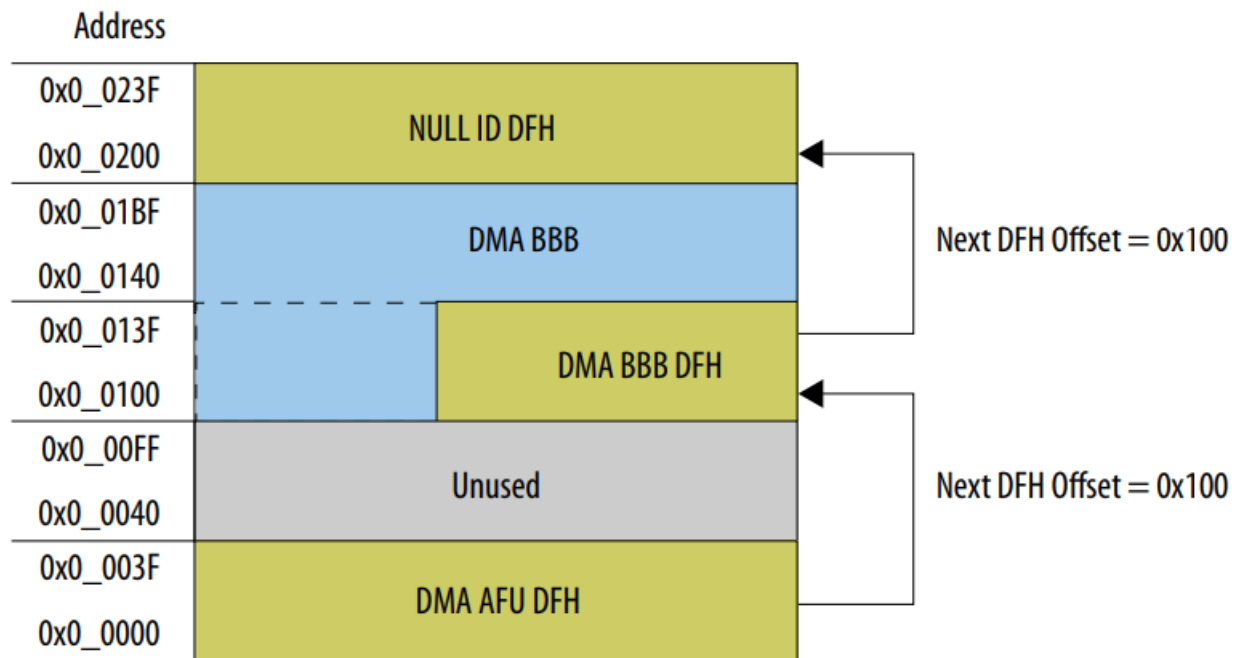 Address
0x0_023F
NULL ID DFH
0x0_0200
0x0_01BF
DMA BBB
Next DFH Offset = 0x100
0x0_0140
0x0_013F
DMA BBB DFH
0x0_0100
0x0_00FF
Unused
Next DFH Offset = 0x100
0x0_0040
0x0_003F
DMA AFU DFH
0x0_0000